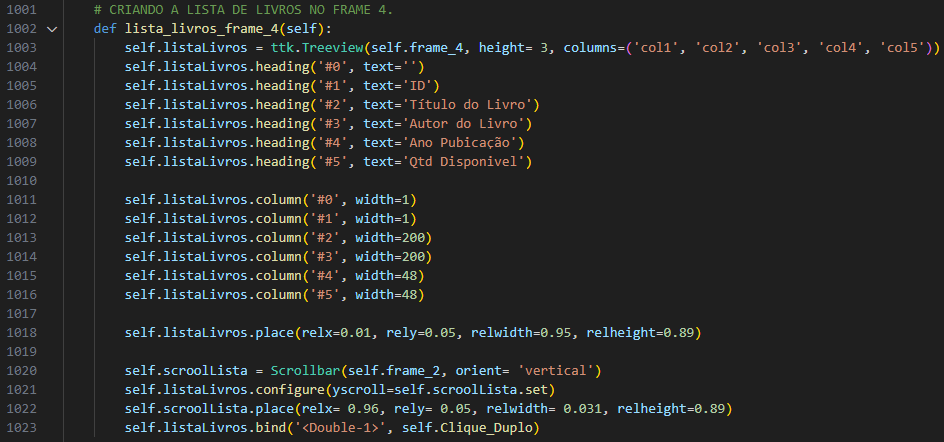 1001 # CRIANDO A LISTA DE LIVROS NO FRAME 4.
1002 def lista_livros_frame_4(self):
1003 self.listaLivros = ttk.Treeview(self.frame_4, height= 3, columns=('col1', 'col2', 'col3', 'col4', 'col5'))
1004 self.listaLivros.heading('#0', text='')
1005 self.listaLivros.heading('#1', text='ID')
1006 self.listaLivros.heading('#2', text='Título do Livro')
1007 self.listaLivros.heading('#3', text='Autor do Livro')
1008 self.listaLivros.heading('#4', text='Ano Pubicação')
1009 self.listaLivros.heading('#5', text='Qtd Disponivel')
1010
1011 self.listaLivros.column('#0', width=1)
1012 self.listaLivros.column('#1', width=1)
1013 self.listaLivros.column('#2', width=200)
1014 self.listaLivros.column('#3', width=200)
1015 self.listaLivros.column('#4', width=48)
1016 self.listaLivros.column('#5', width=48)
1017
1018 self.listaLivros.place(relx=0.01, rely=0.05, relwidth=0.95, relheight=0.89)
1019
1020 self.scroolLista = Scrollbar(self.frame_2, orient= 'vertical')
1021 self.listaLivros.configure(yscroll=self.scroolLista.set)
1022 self.scroolLista.place(relx= 0.96, rely= 0.05, relwidth= 0.031, relheight=0.89)
1023 self.listaLivros.bind('<Double-1>', self.Clique_Duplo)